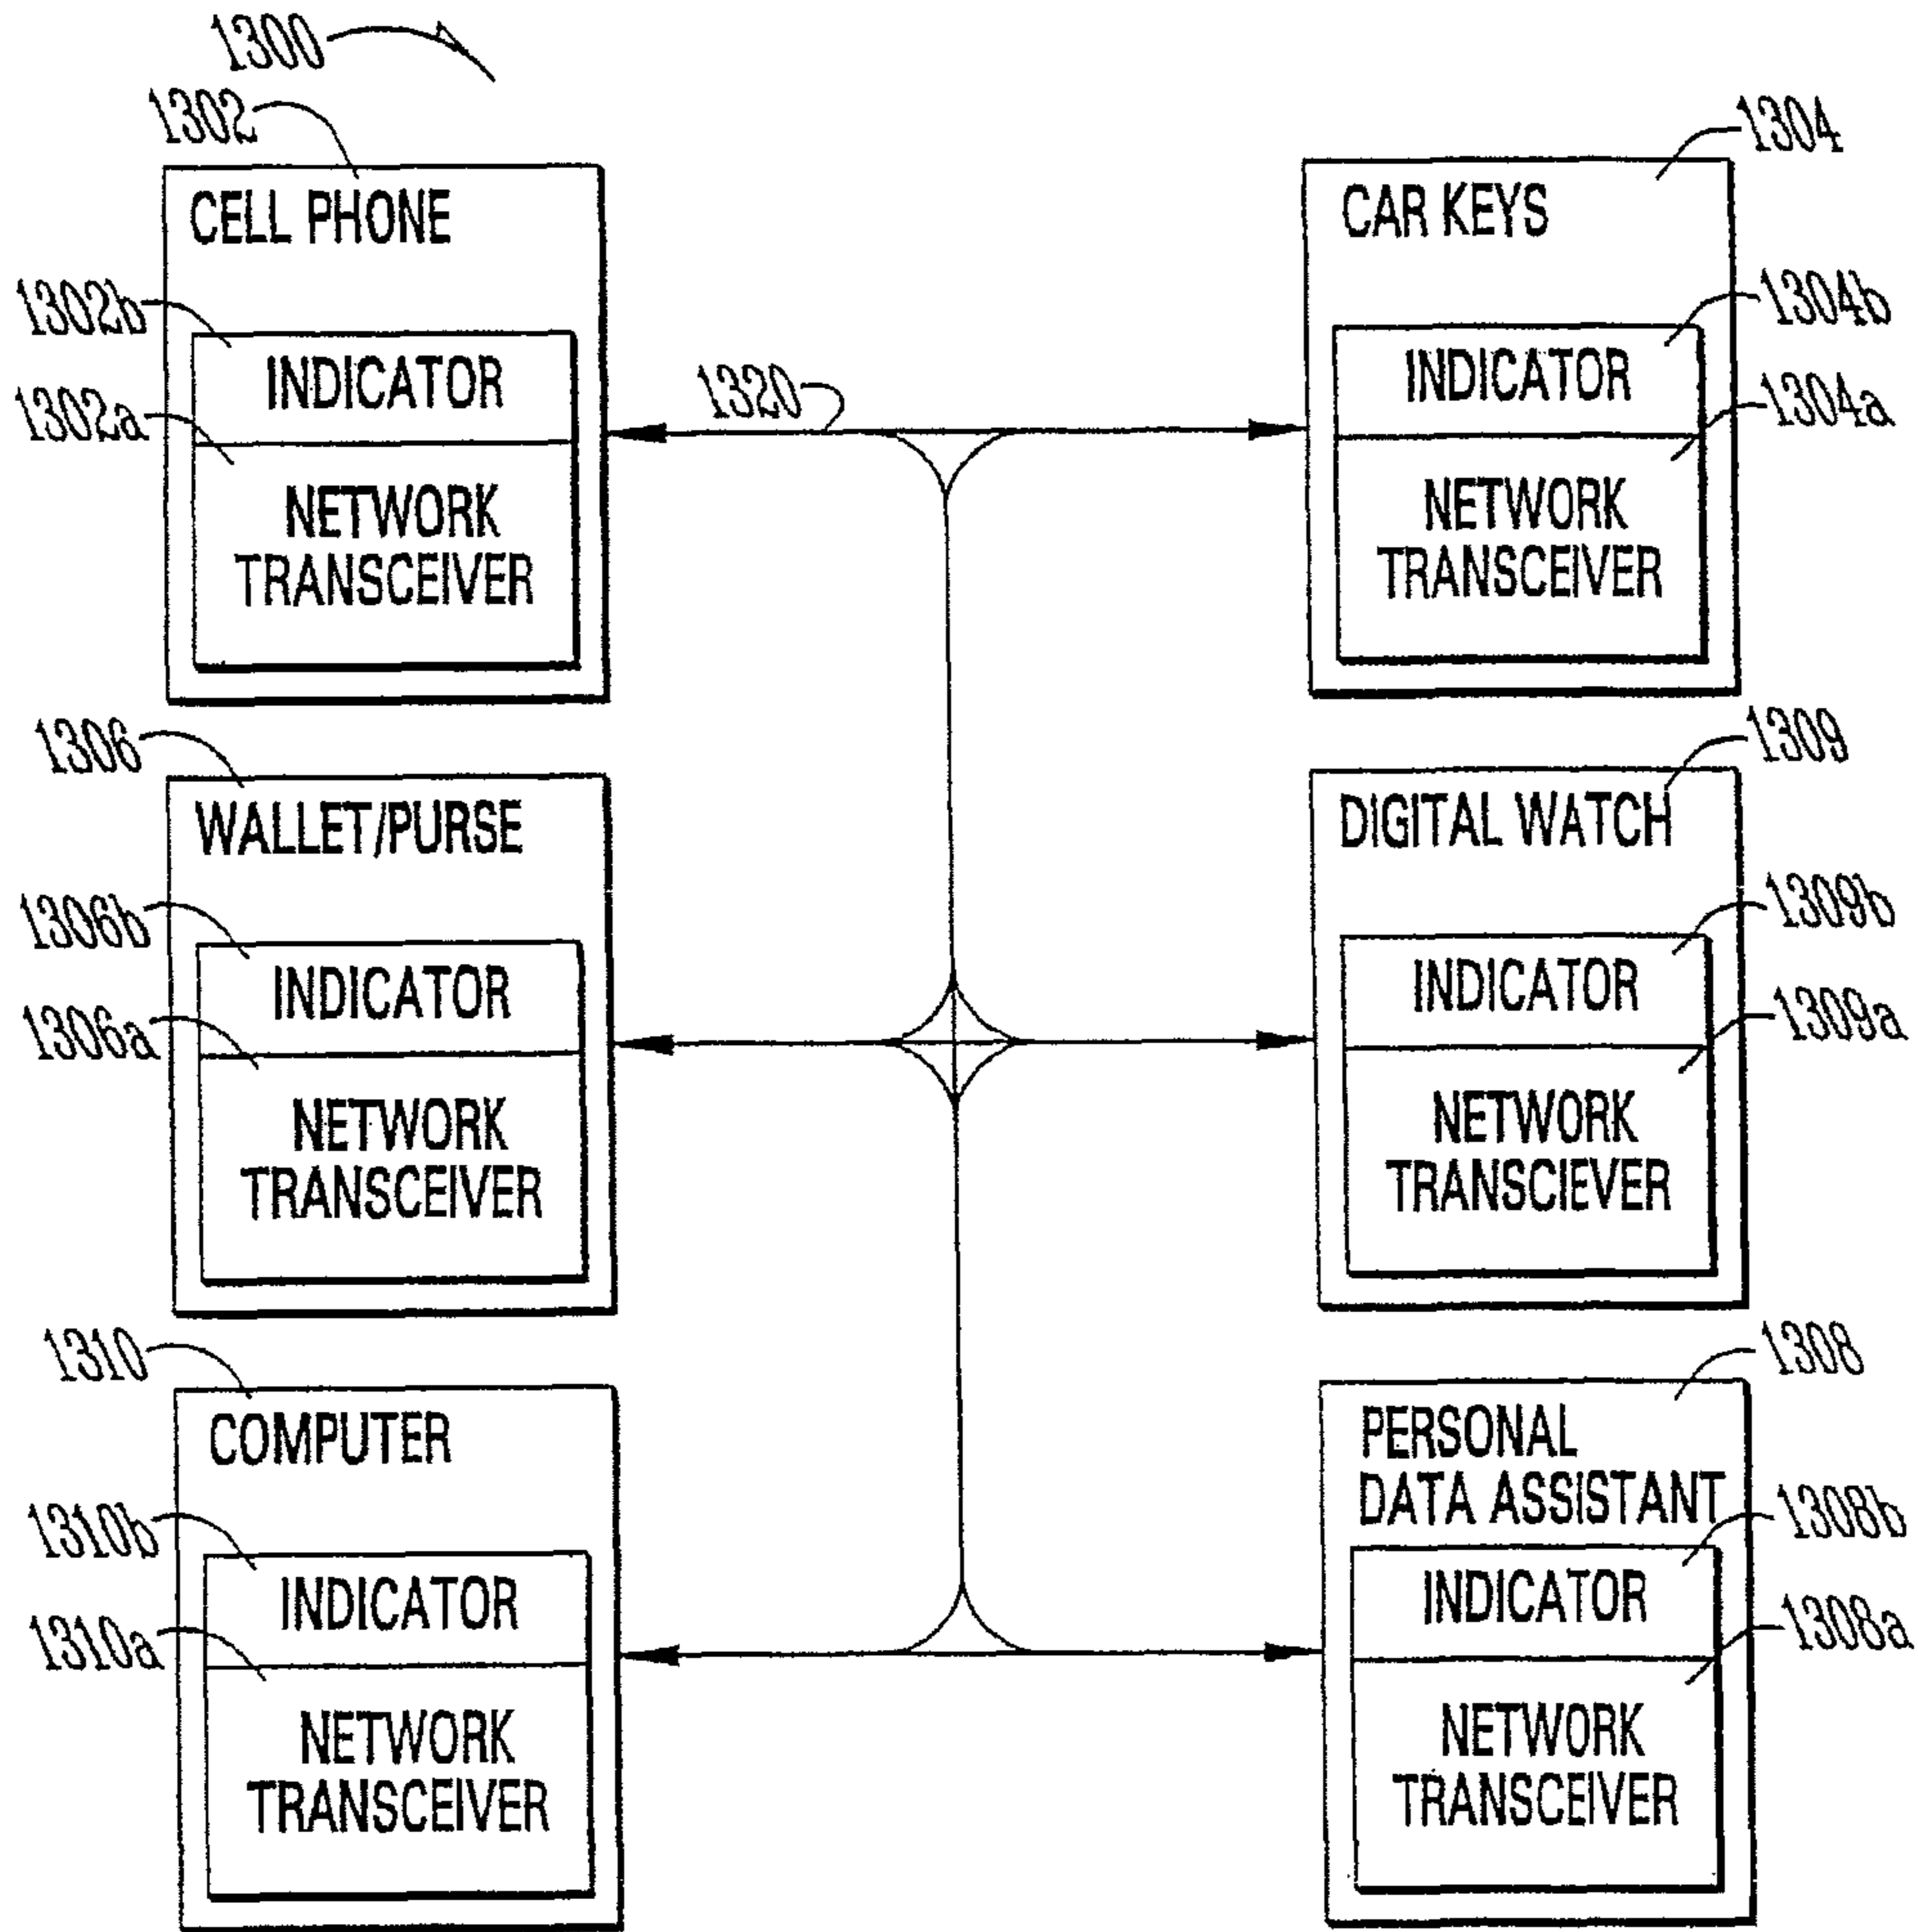 1300
1302
CELL PHONE
1302b
INDICATOR
1302a
NETWORK
TRANSCEIVER
1304
CAR KEYS
1304b
INDICATOR
1304a
NETWORK
TRANSCEIVER
1320
1306
WALLET/PURSE
1306b
INDICATOR
1306a
NETWORK
TRANSCEIVER
1309
DIGITAL WATCH
1309b
INDICATOR
1309a
NETWORK
TRANSCIEVER
1310
COMPUTER
1310b
INDICATOR
1310a
NETWORK
TRANSCEIVER
1308
PERSONAL
DATA ASSISTANT
1308b
INDICATOR
1308a
NETWORK
TRANSCEIVER